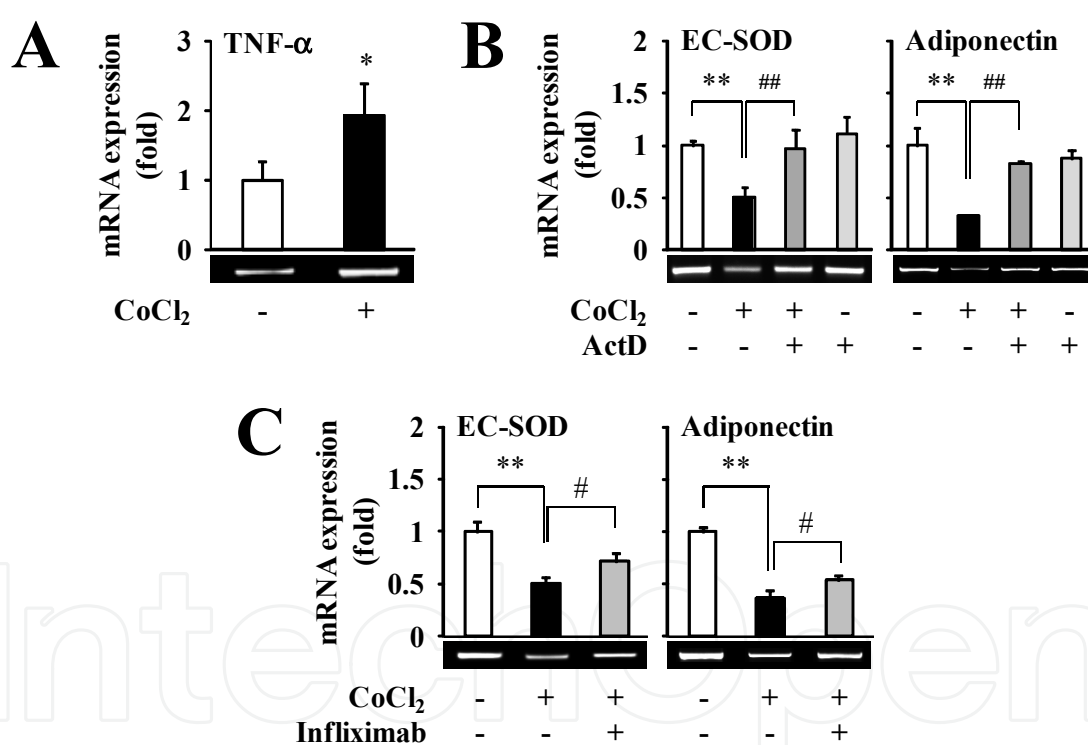 A
TNF-α
mRNA expression
(fold)
3
2
1
0
*
CoCl2 - +
B
EC-SOD
Adiponectin
mRNA expression
(fold)
2
1.5
1
0.5
0
** ##
** ##
CoCl2 - + + - - + + -
ActD - - + + - - + +
C
EC-SOD
Adiponectin
mRNA expression
(fold)
2
1.5
1
0.5
0
** #
** #
CoCl2 - + + - + +
Infliximab - - + - - +
IntechOpen